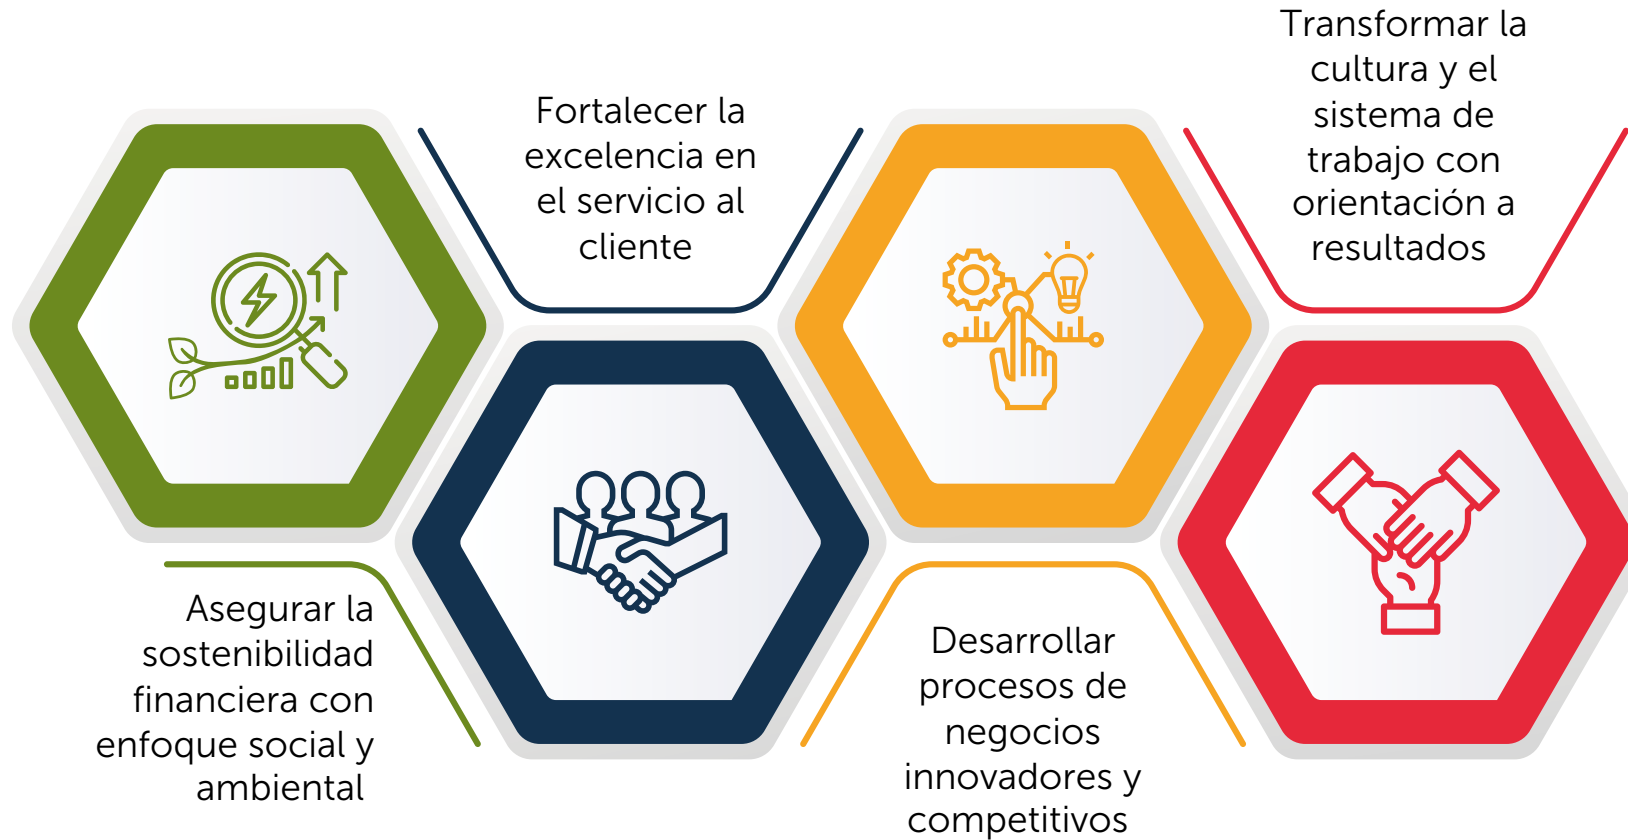 Asegurar la
sostenibilidad
financiera con
enfoque social y
ambiental
Fortalecer la
excelencia en
el servicio al
cliente
Desarrollar
procesos de
negocios
innovadores y
competitivos
Transformar la
cultura y el
sistema de
trabajo con
orientación a
resultados